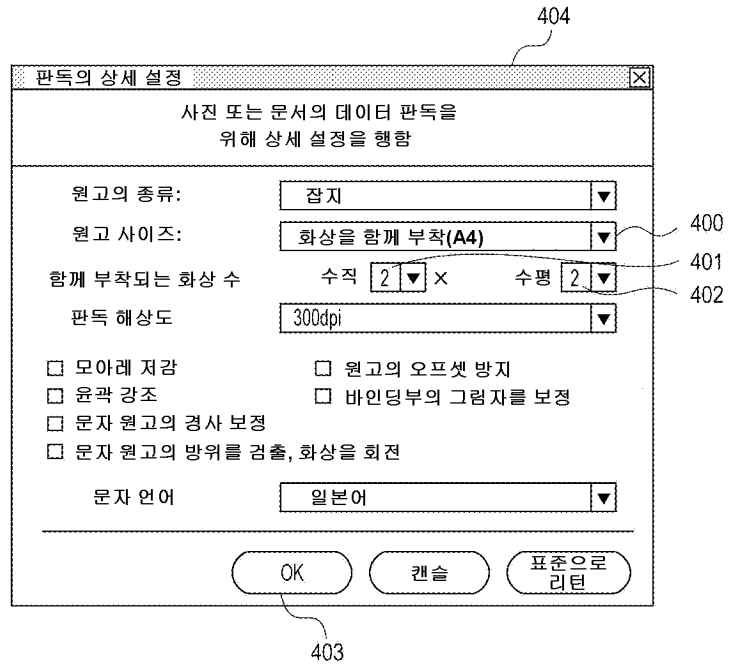 404
판독의 상세 설정
사진 또는 문서의 데이터 판독을
위해 상세 설정을 행함
원고의 종류: 잡지
원고 사이즈: 화상을 함께 부착(A4) 400
401
함께 부착되는 화상 수 수직 2 × 수평 2
402
판독 해상도 300dpi
모아레 저감 원고의 오프셋 방지
윤곽 강조 바인딩부의 그림자를 보정
문자 원고의 경사 보정
문자 원고의 방위를 검출, 화상을 회전
문자 언어 일본어
OK 캔슬 표준으로
리턴
403